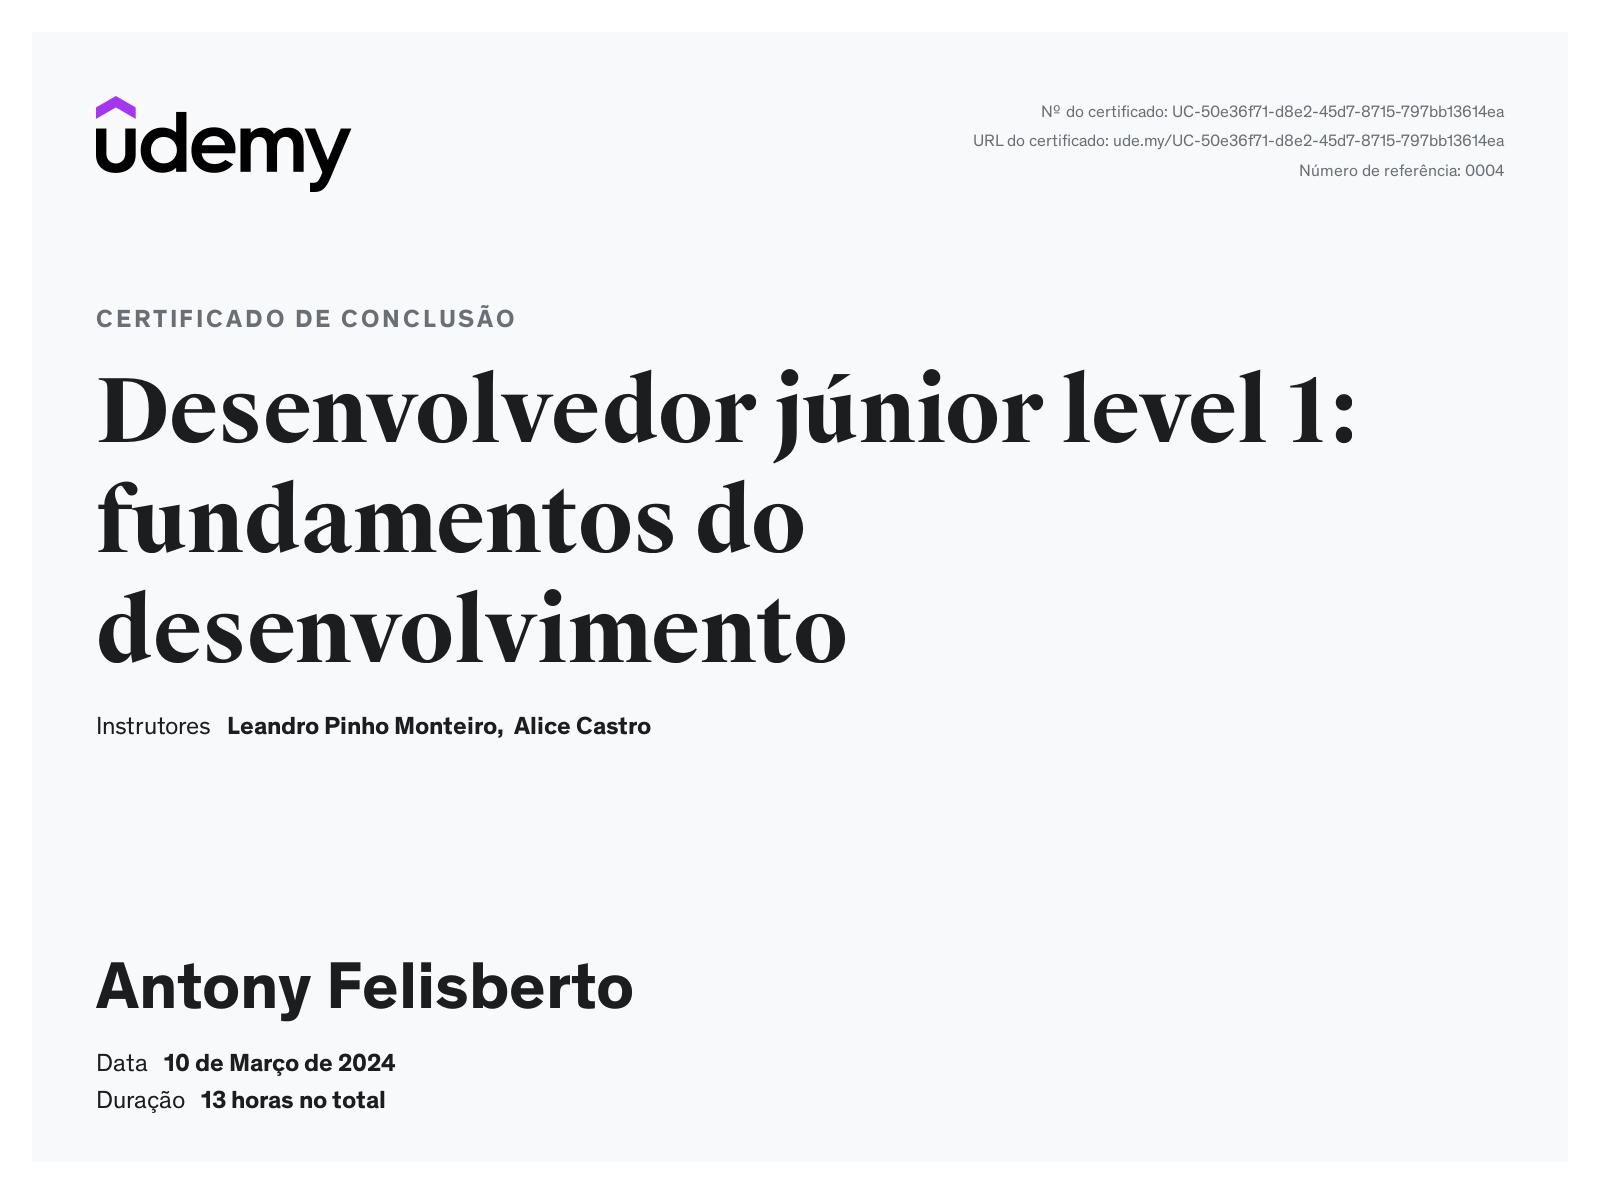 udemy
Nº do certificado: UC-50e36f71-d8e2-45d7-8715-797bb13614ea
URL do certificado: ude.my/UC-50e36f71-d8e2-45d7-8715-797bb13614ea
Número de referência: 0004
CERTIFICADO DE CONCLUSÃO
Desenvolvedor júnior level 1:
fundamentos do
desenvolvimento
Instrutores Leandro Pinho Monteiro, Alice Castro
Antony Felisberto
Data 10 de Março de 2024
Duração 13 horas no total